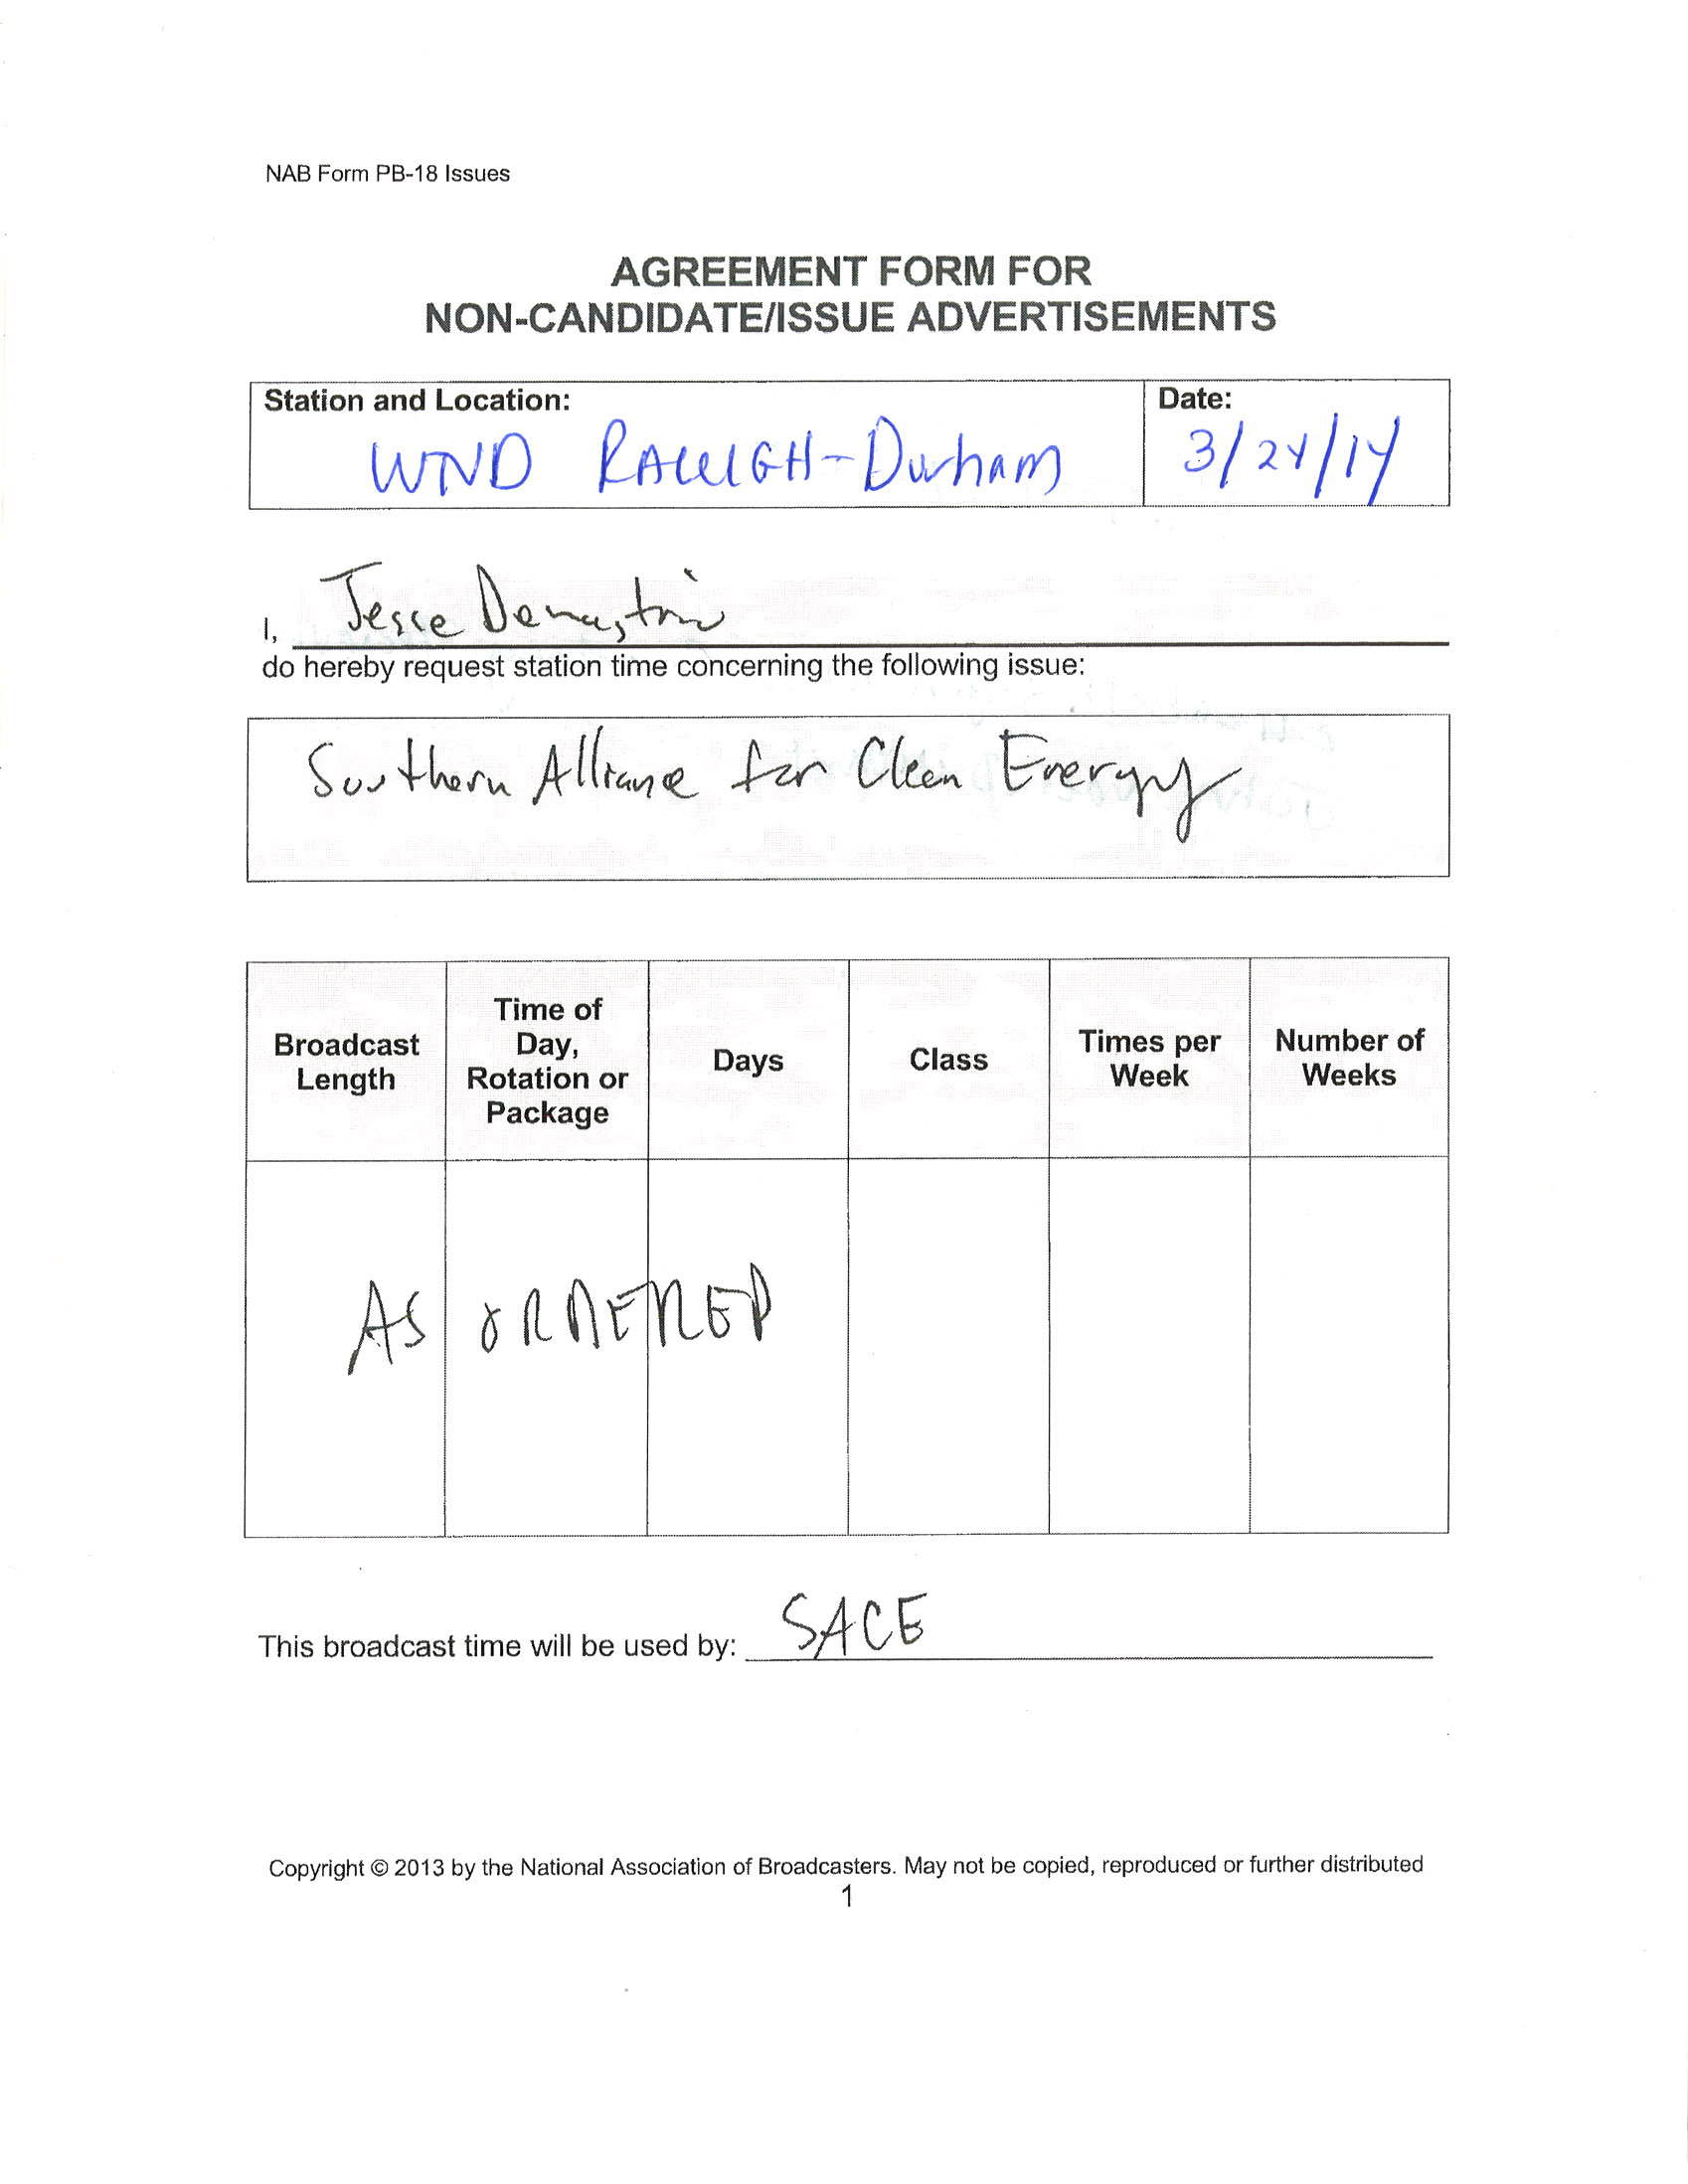 NAB Form PB-18 Issues
AGREEMENT FORM FOR
NON-CANDIDATE/ISSUE ADVERTISEMENTS
Station and Location:
Date:
RALEIGH-Durham
3/24/14
I, Jesse Demastrie
do hereby request station time concerning the following issue:
Southern Alliance for Clean Energy
Broadcast Length
Time of Day, Rotation or Package
Days
Class
Times per Week
Number of Weeks
AS ORDERED
This broadcast time will be used by: SACE
Copyright © 2013 by the National Association of Broadcasters. May not be copied, reproduced or further distributed
1